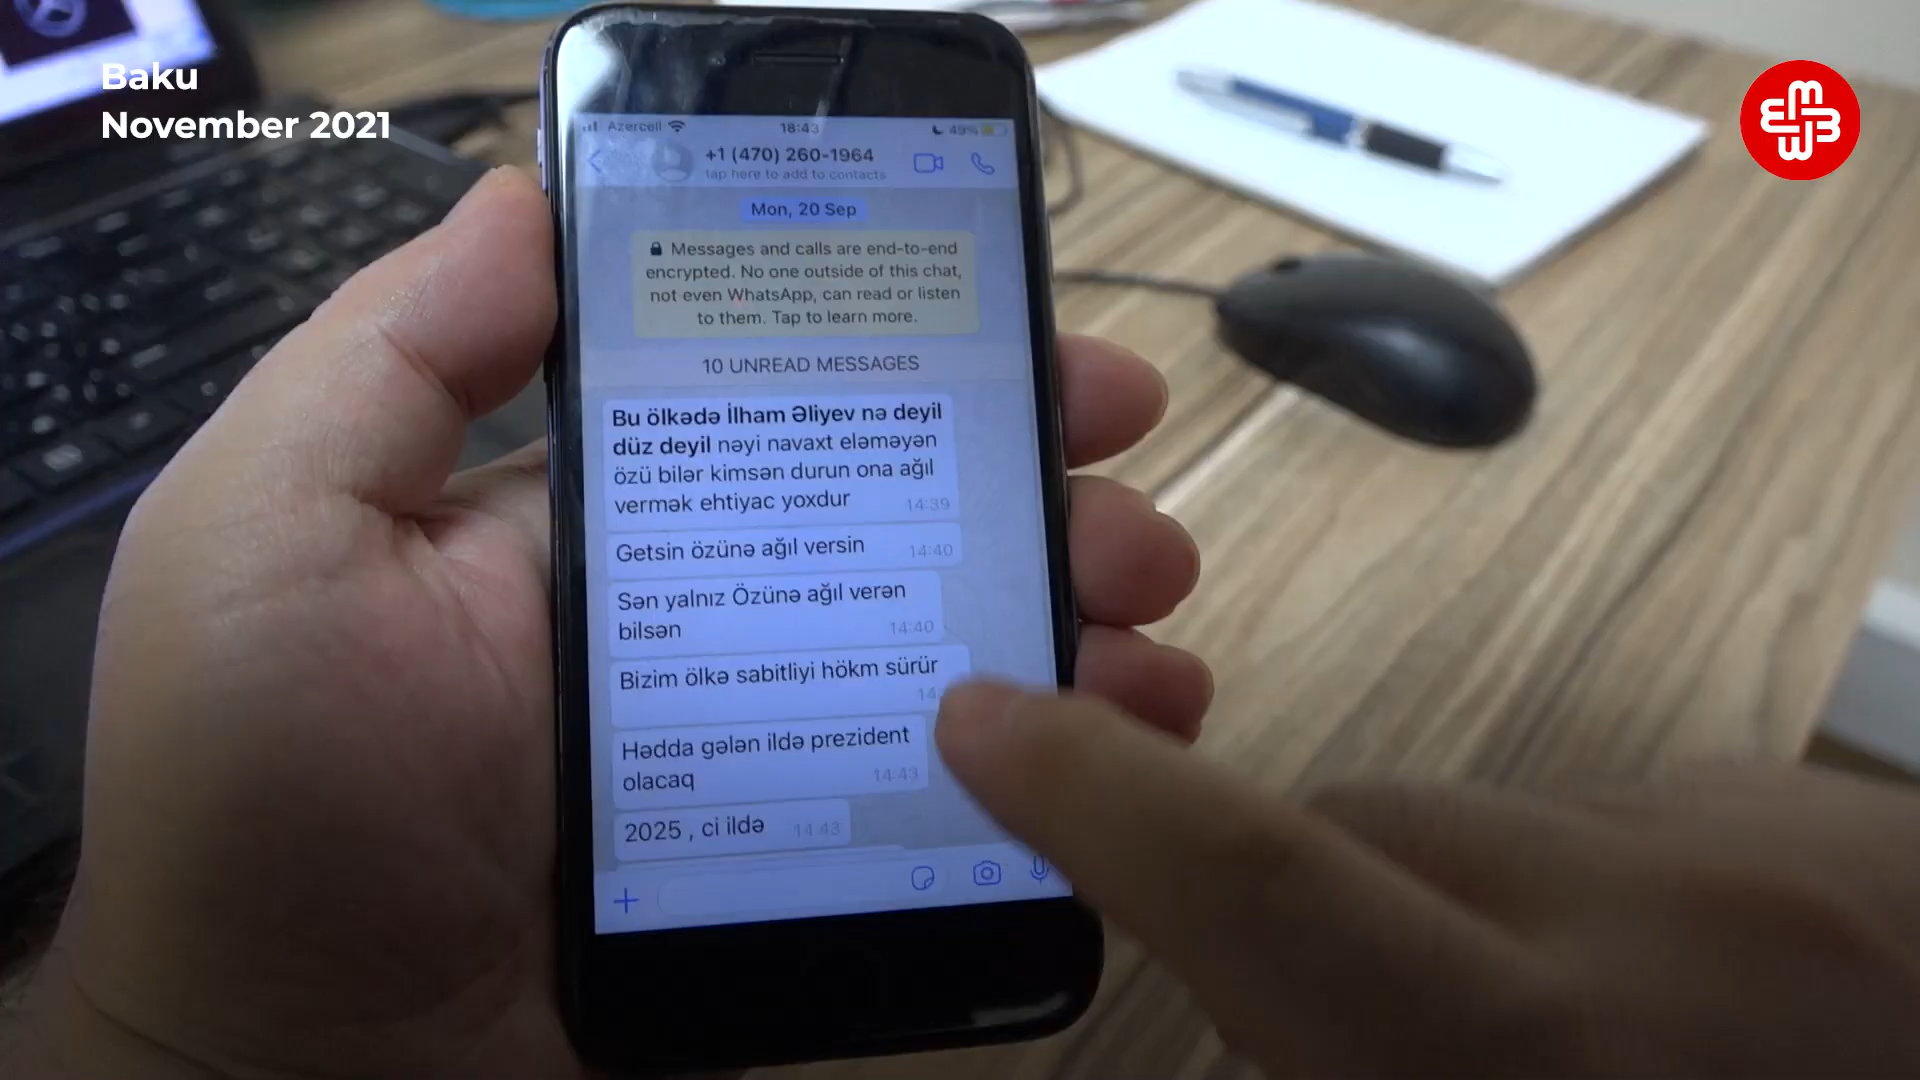 Baku
November 2021
Azercell
18:43
49%
+1 (470) 260-1964
tap here to add to contacts
Mon, 20 Sep
Messages and calls are end-to-end
encrypted. No one outside of this chat,
not even WhatsApp, can read or listen
to them. Tap to learn more.
10 UNREAD MESSAGES
Bu ölkədə İlham Əliyev nə deyil
düz deyil nəyi navaxt eləməyən
özü bilər kimsən durun ona ağıl
vermək ehtiyac yoxdur
14:39
Getsin özünə ağıl versin
14:40
Sən yalnız Özünə ağıl verən
bilsən
14:40
Bizim ölkə sabitliyi hökm sürür
Hədda gələn ildə prezident
olacaq
14:43
2025 , ci ildə
14:43